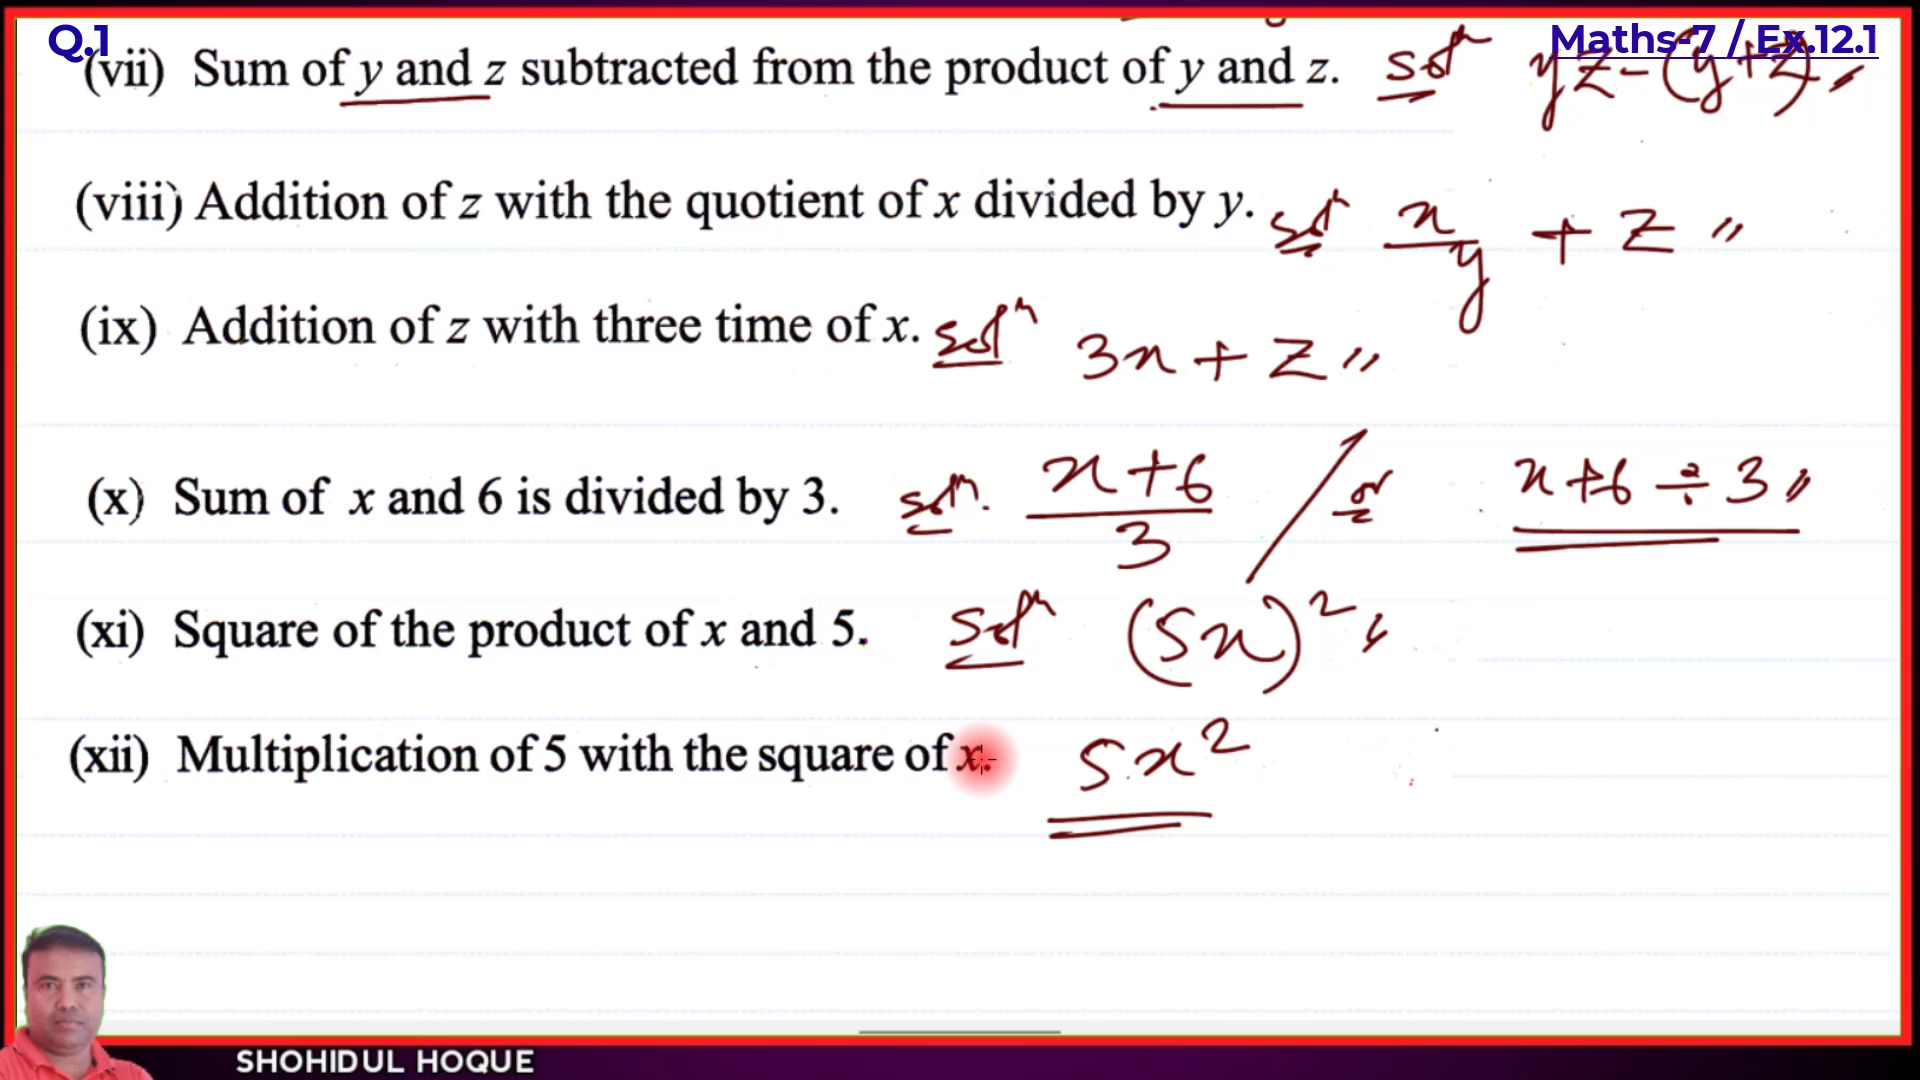 Q.1
Maths-7 / Ex.12.1
(vii) Sum of y and z subtracted from the product of y and z. Solⁿ yz-(y+z)〃
(viii) Addition of z with the quotient of x divided by y. Solⁿ x/y + z 〃
(ix) Addition of z with three time of x. Solⁿ 3x + z 〃
(x) Sum of x and 6 is divided by 3. Solⁿ. x+6/3 / or x+6 ÷ 3〃
(xi) Square of the product of x and 5. Solⁿ (5x)²〃
(xii) Multiplication of 5 with the square of x. 5x²
SHOHIDUL HOQUE